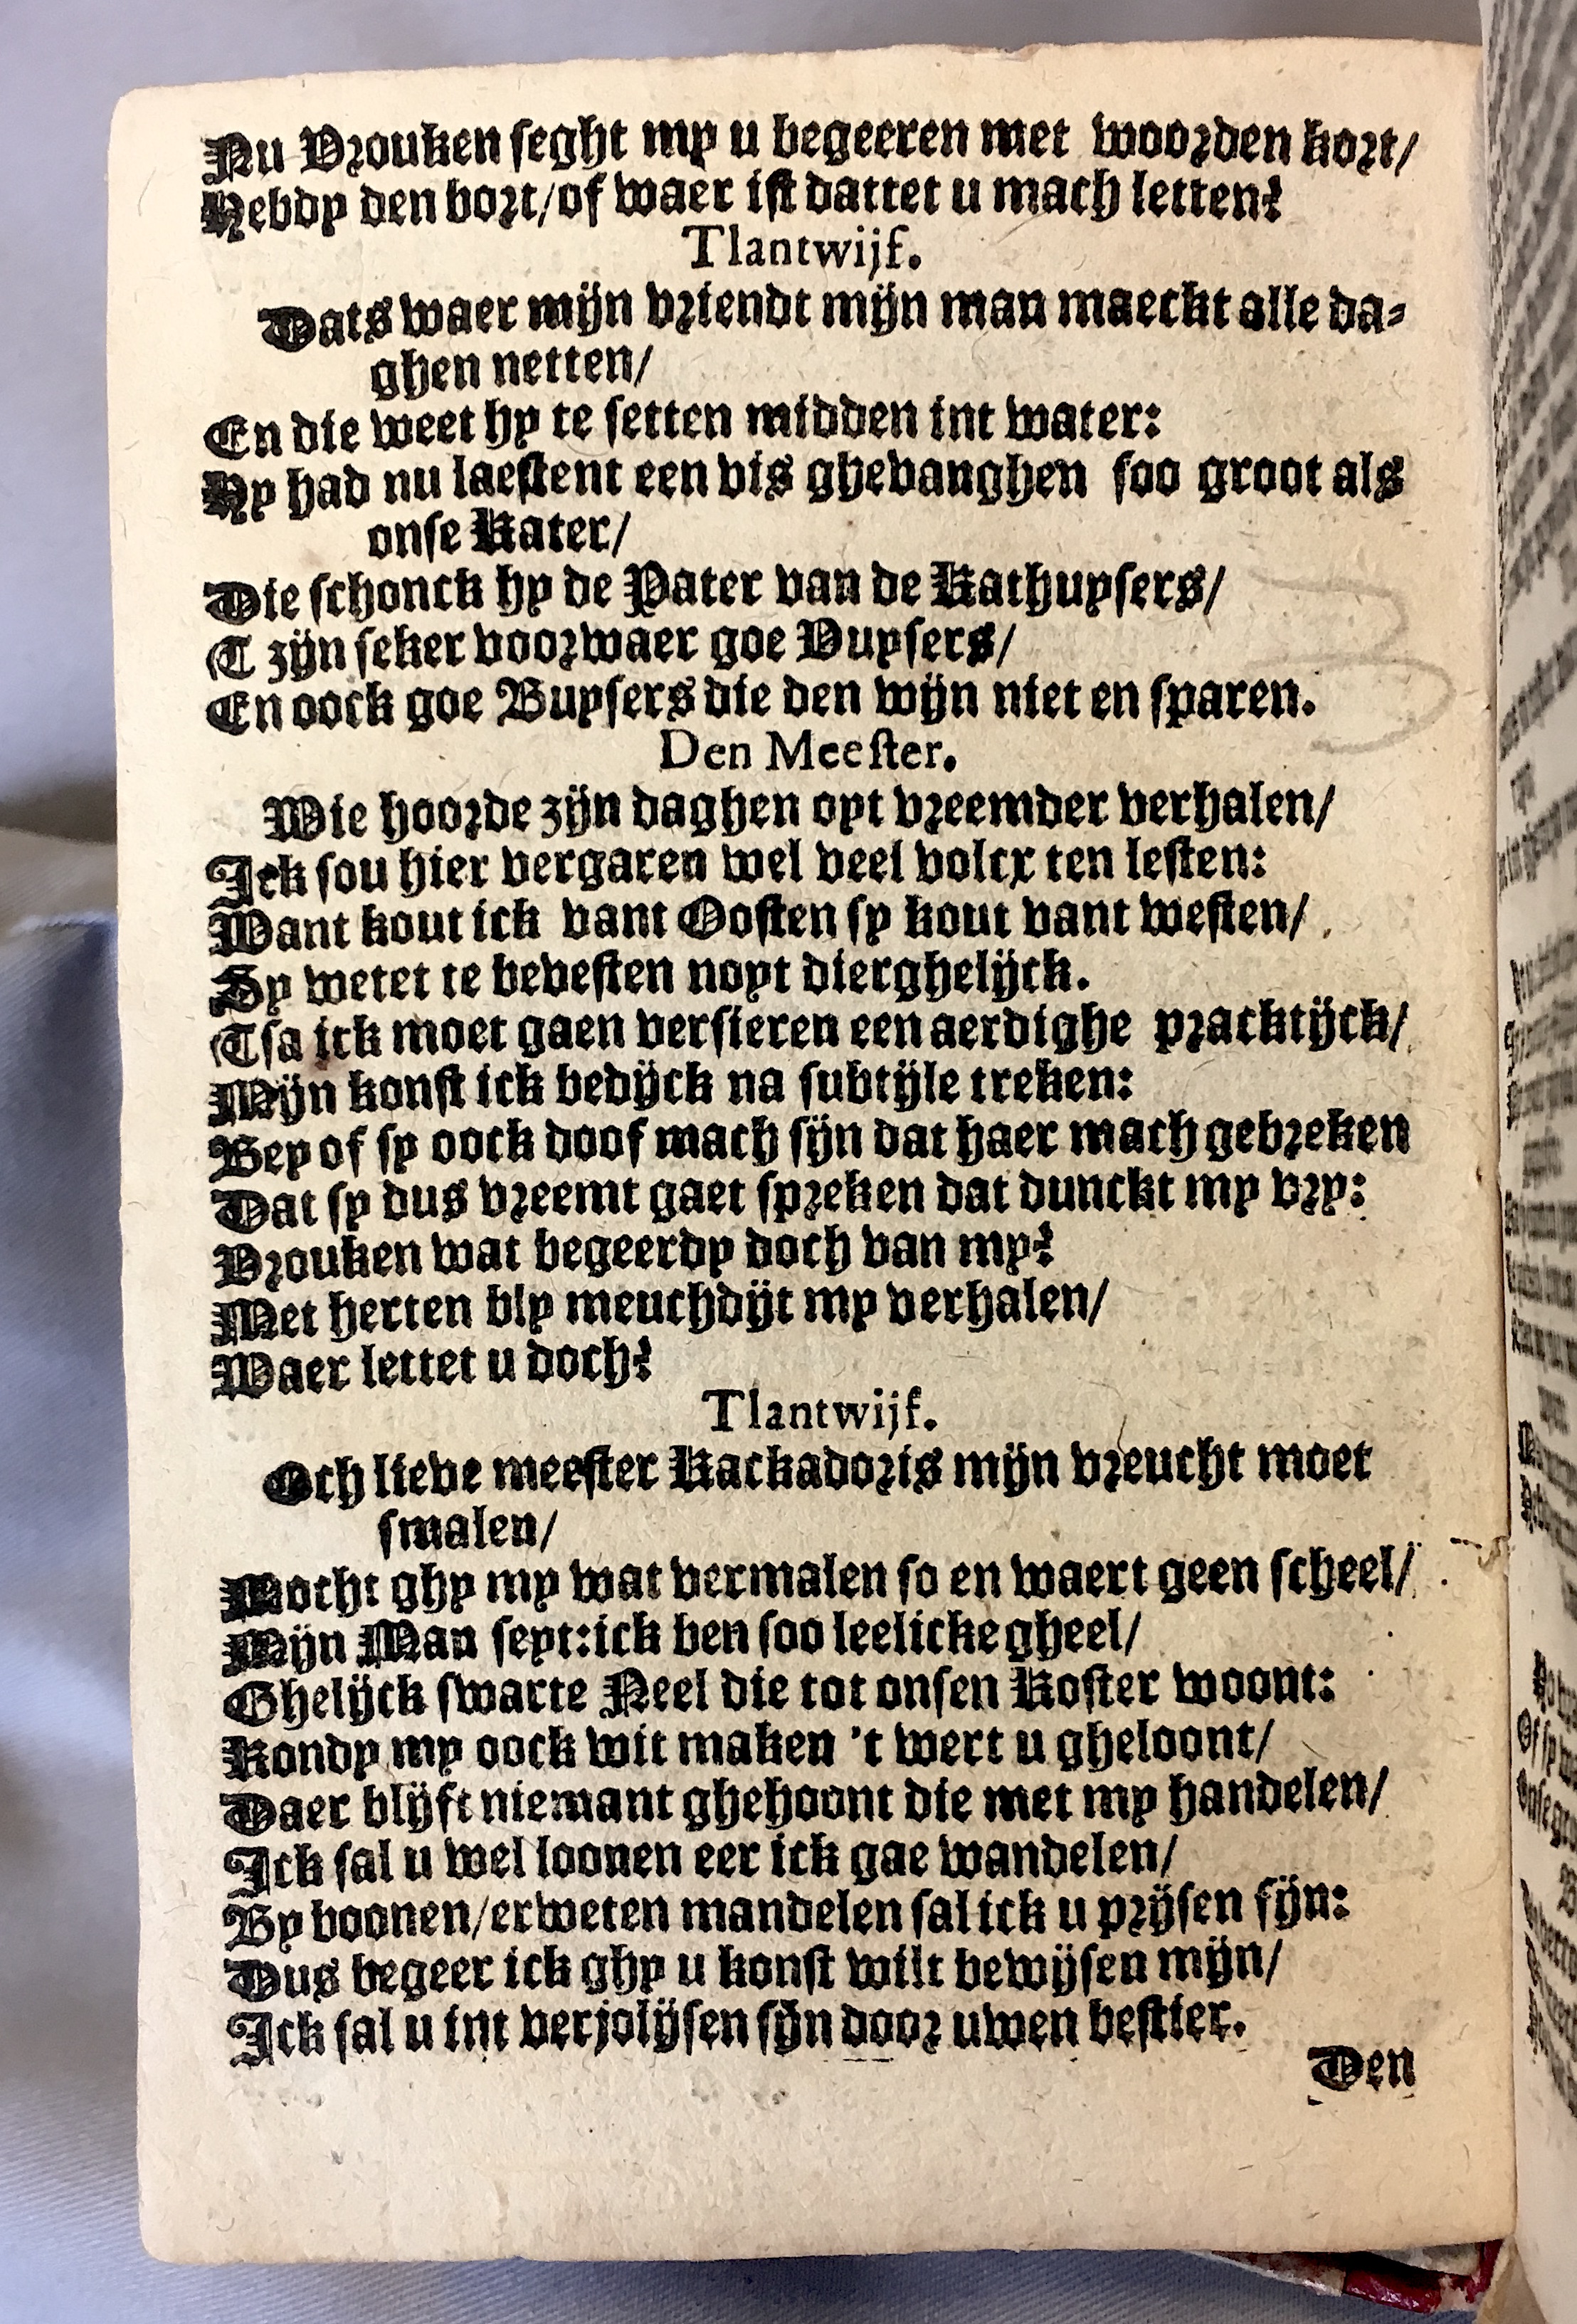 Nu Vrouken seght my u begeeren met woorden kort/
Hebdy den bort/of waer ist dattet u mach letten?
Tlantwijf.
Dats waer mijn vriendt mijn man maeckt alle da-
ghen netten/
En die weet hy te setten midden int water:
Hy had nu laestent een vis ghevanghen soo groot als
onse Kater/
Die schonck hy de Pater van de Kathuysers/
T zijn seker voorwaer goe Duysers/
En oock goe Buysers die den wijn niet en sparen.
Den Meester.
Wie hoorde zijn daghen oyt vreemder verhalen/
Ick sou hier vergaren wel veel volcx ten lesten:
Want kout ick vant Oosten sy kout vant westen/
Sy wetet te bevesten noyt dierghelijck.
Tsa ick moet gaen versieren een aerdighe pracktijck/
Mijn konst ick bedijck na subtijle treken:
Bey of sy oock doof mach sijn dat haer mach gebreken
Dat sy dus vreemt gaet spreken dat dunckt my vry:
Vrouken wat begeerdy doch van my?
Met herten bly meuchdijt my verhalen/
Waer lettet u doch?
Tlantwijf.
Och lieve meester Kackadoris mijn vreucht moet
smalen/
Mocht ghy my wat vermalen so en waert geen scheel/
Mijn Man seyt:ick ben soo leelicke gheel/
Ghelijck swarte Neel die tot onsen Koster woont:
Kondy my oock wit maken 't wert u gheloont/
Daer blijft niemant ghehoont die met my handelen/
Ick sal u wel loonen eer ick gae wandelen/
By boonen/erweten mandelen sal ick u prijsen sijn:
Dus begeer ick ghy u konst wilt bewijsen mijn/
Ick sal u int verjolijsen sijn door uwen bestier.
Den